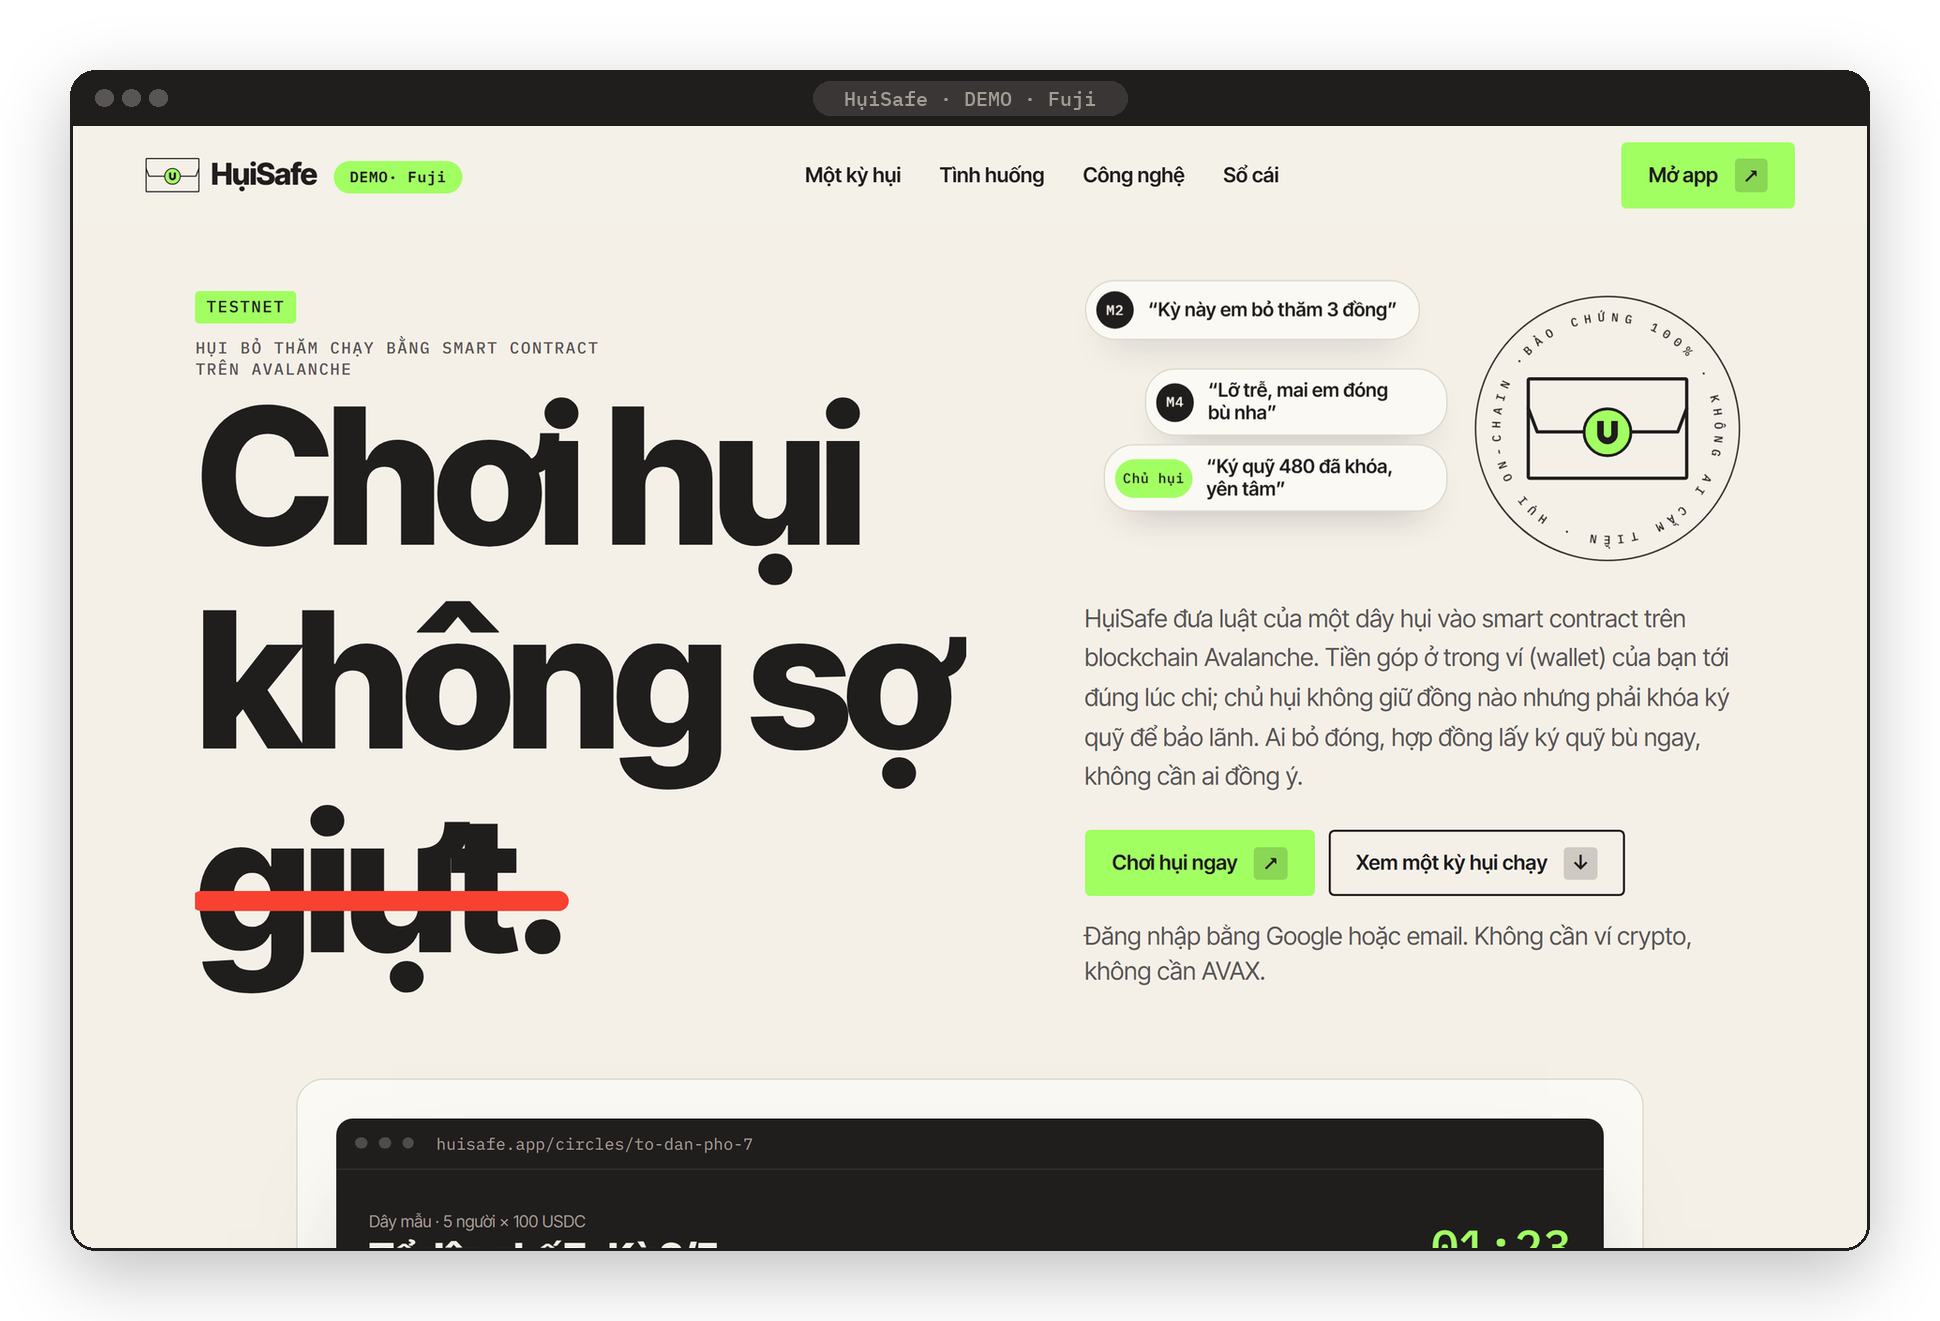 HụiSafe · DEMO · Fuji
HụiSafe
DEMO· Fuji
Một kỳ hụi
Tình huống
Công nghệ
Sổ cái
Mở app ↗
TESTNET
HỤI BỎ THĂM CHẠY BẰNG SMART CONTRACT
TRÊN AVALANCHE
Chơi hụi
không sợ
giựt.
M2 “Kỳ này em bỏ thăm 3 đồng”
M4 “Lỡ trễ, mai em đóng
bù nha”
Chủ hụi “Ký quỹ 480 đã khóa,
yên tâm”
BẢO CHỨNG 100% · KHÔNG AI CẦM TIỀN · HỤI ON-CHAIN ·
U
HụiSafe đưa luật của một dây hụi vào smart contract trên
blockchain Avalanche. Tiền góp ở trong ví (wallet) của bạn tới
đúng lúc chi; chủ hụi không giữ đồng nào nhưng phải khóa ký
quỹ để bảo lãnh. Ai bỏ đóng, hợp đồng lấy ký quỹ bù ngay,
không cần ai đồng ý.
Chơi hụi ngay ↗
Xem một kỳ hụi chạy ↓
Đăng nhập bằng Google hoặc email. Không cần ví crypto,
không cần AVAX.
huisafe.app/circles/to-dan-pho-7
Dây mẫu · 5 người × 100 USDC
01:23